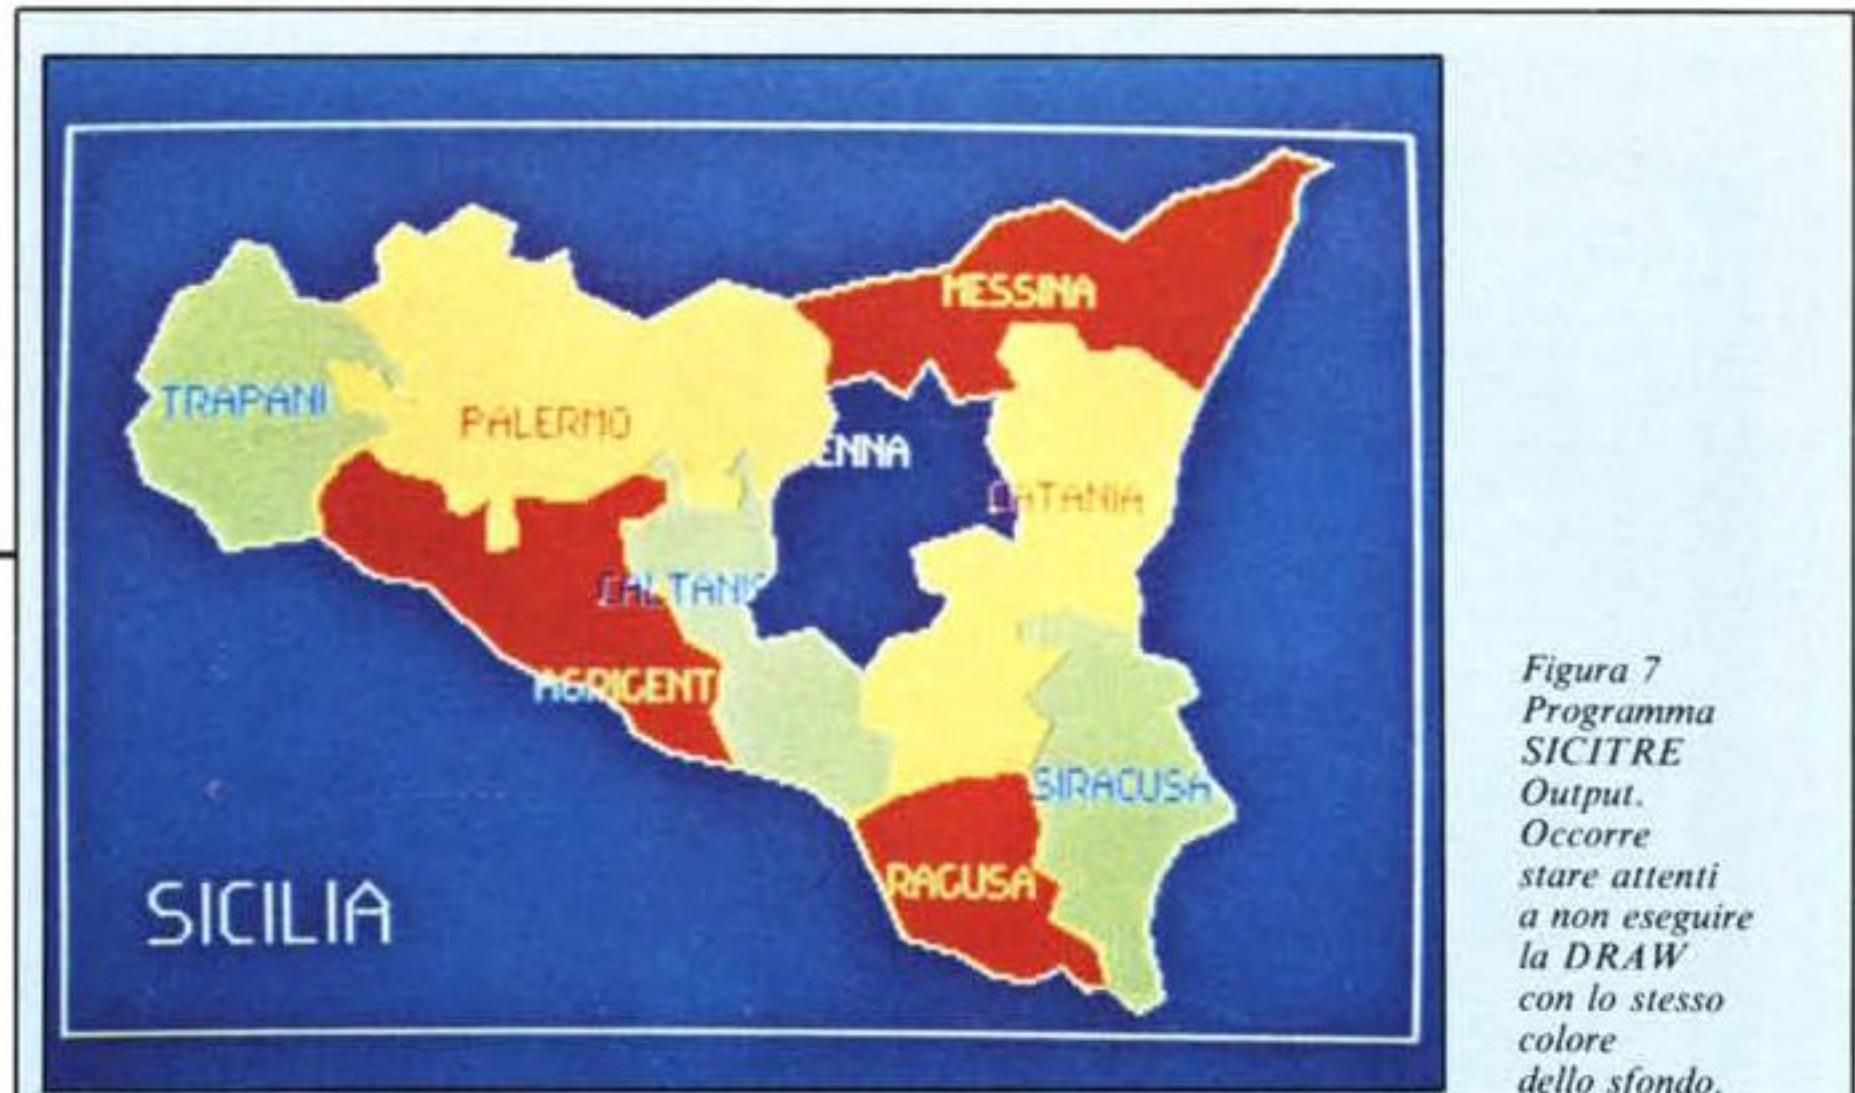 MESSINA
TRAPANI
PALERMO
ENNA
CATANIA
CALTANIS
AGRIGENT
SIRACUSA
RAGUSA
SICILIA
Figura 7
Programma
SICITRE
Output.
Occorre
stare attenti
a non eseguire
la DRAW
con lo stesso
colore
dello sfondo.